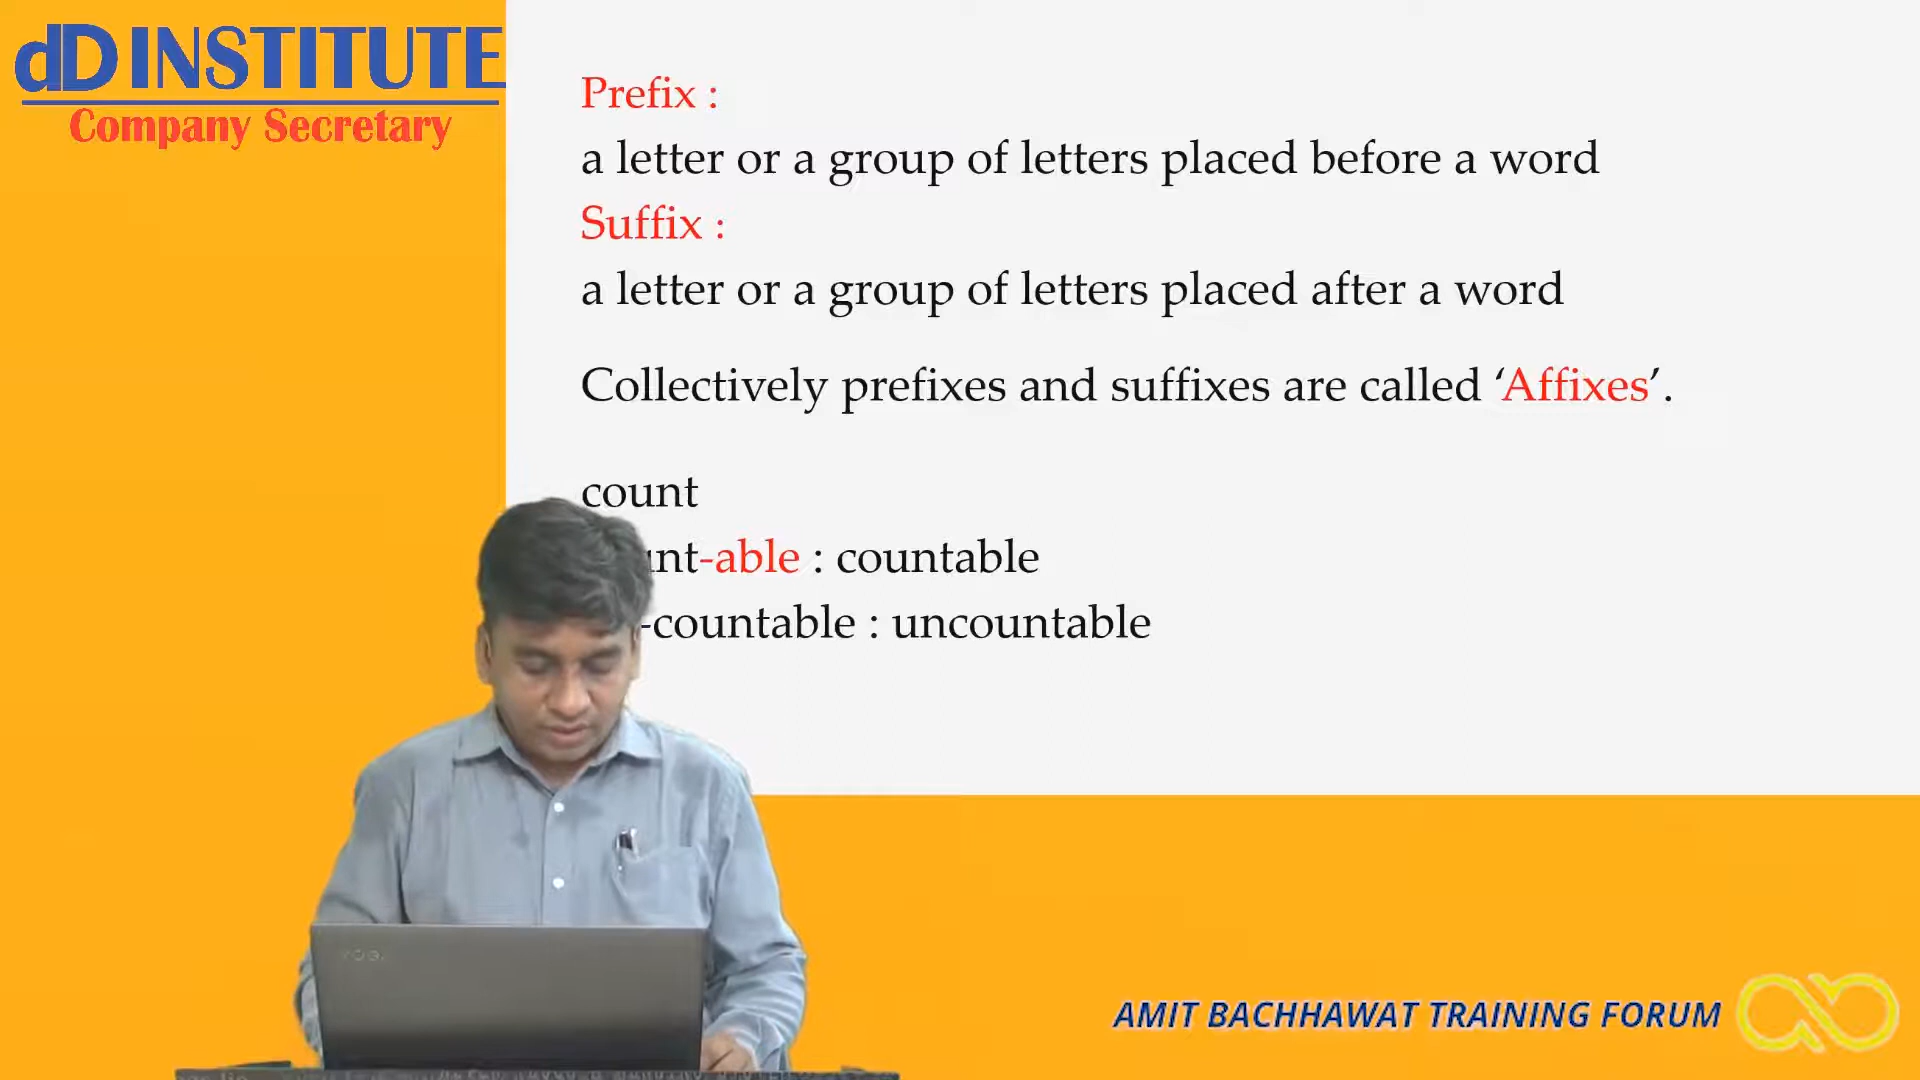 dD INSTITUTE
Company Secretary
Prefix :
a letter or a group of letters placed before a word
Suffix :
a letter or a group of letters placed after a word
Collectively prefixes and suffixes are called ‘Affixes’.
count
nt-able : countable
-countable : uncountable
AMIT BACHHAWAT TRAINING FORUM